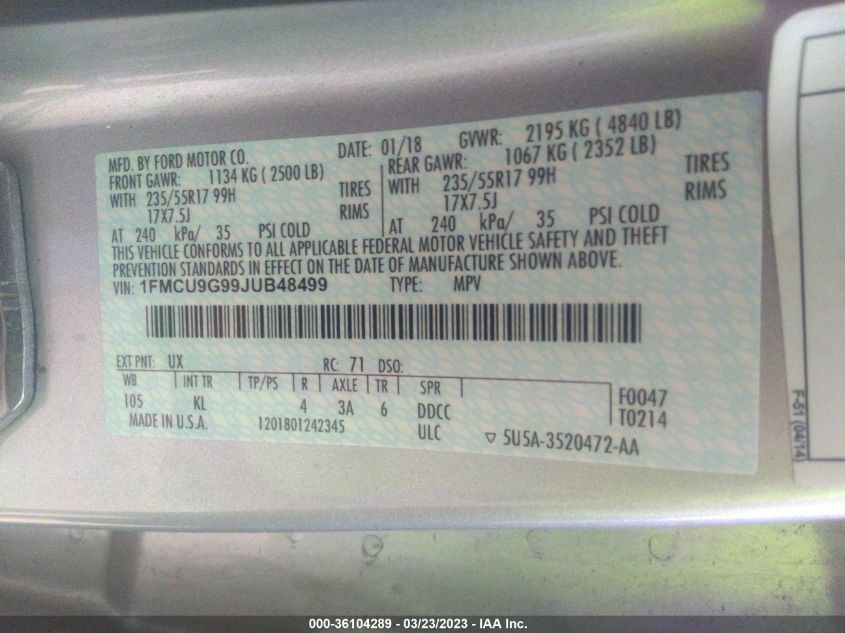 MFD. BY FORD MOTOR CO. DATE: 01/18 GVWR: 2195 KG ( 4840 LB)
FRONT GAWR: 1134 KG ( 2500 LB) REAR GAWR: 1067 KG ( 2352 LB)
WITH 235/55R17 99H TIRES WITH 235/55R17 99H TIRES
17X7.5J RIMS 17X7.5J RIMS
AT 240 kPa/ 35 PSI COLD AT 240 kPa/ 35 PSI COLD
THIS VEHICLE CONFORMS TO ALL APPLICABLE FEDERAL MOTOR VEHICLE SAFETY AND THEFT
PREVENTION STANDARDS IN EFFECT ON THE DATE OF MANUFACTURE SHOWN ABOVE.
VIN: 1FMCU9G99JUB48499 TYPE: MPV
EXT PNT: UX RC: 71 DSO:
WB INT TR TP/PS R AXLE TR SPR F0047
105 KL 4 3A 6 DDCC T0214
MADE IN U.S.A. 1201801242345 ULC 5U5A-3520472-AA
F-51 (04/14)
000-36104289 - 03/23/2023 - IAA Inc.